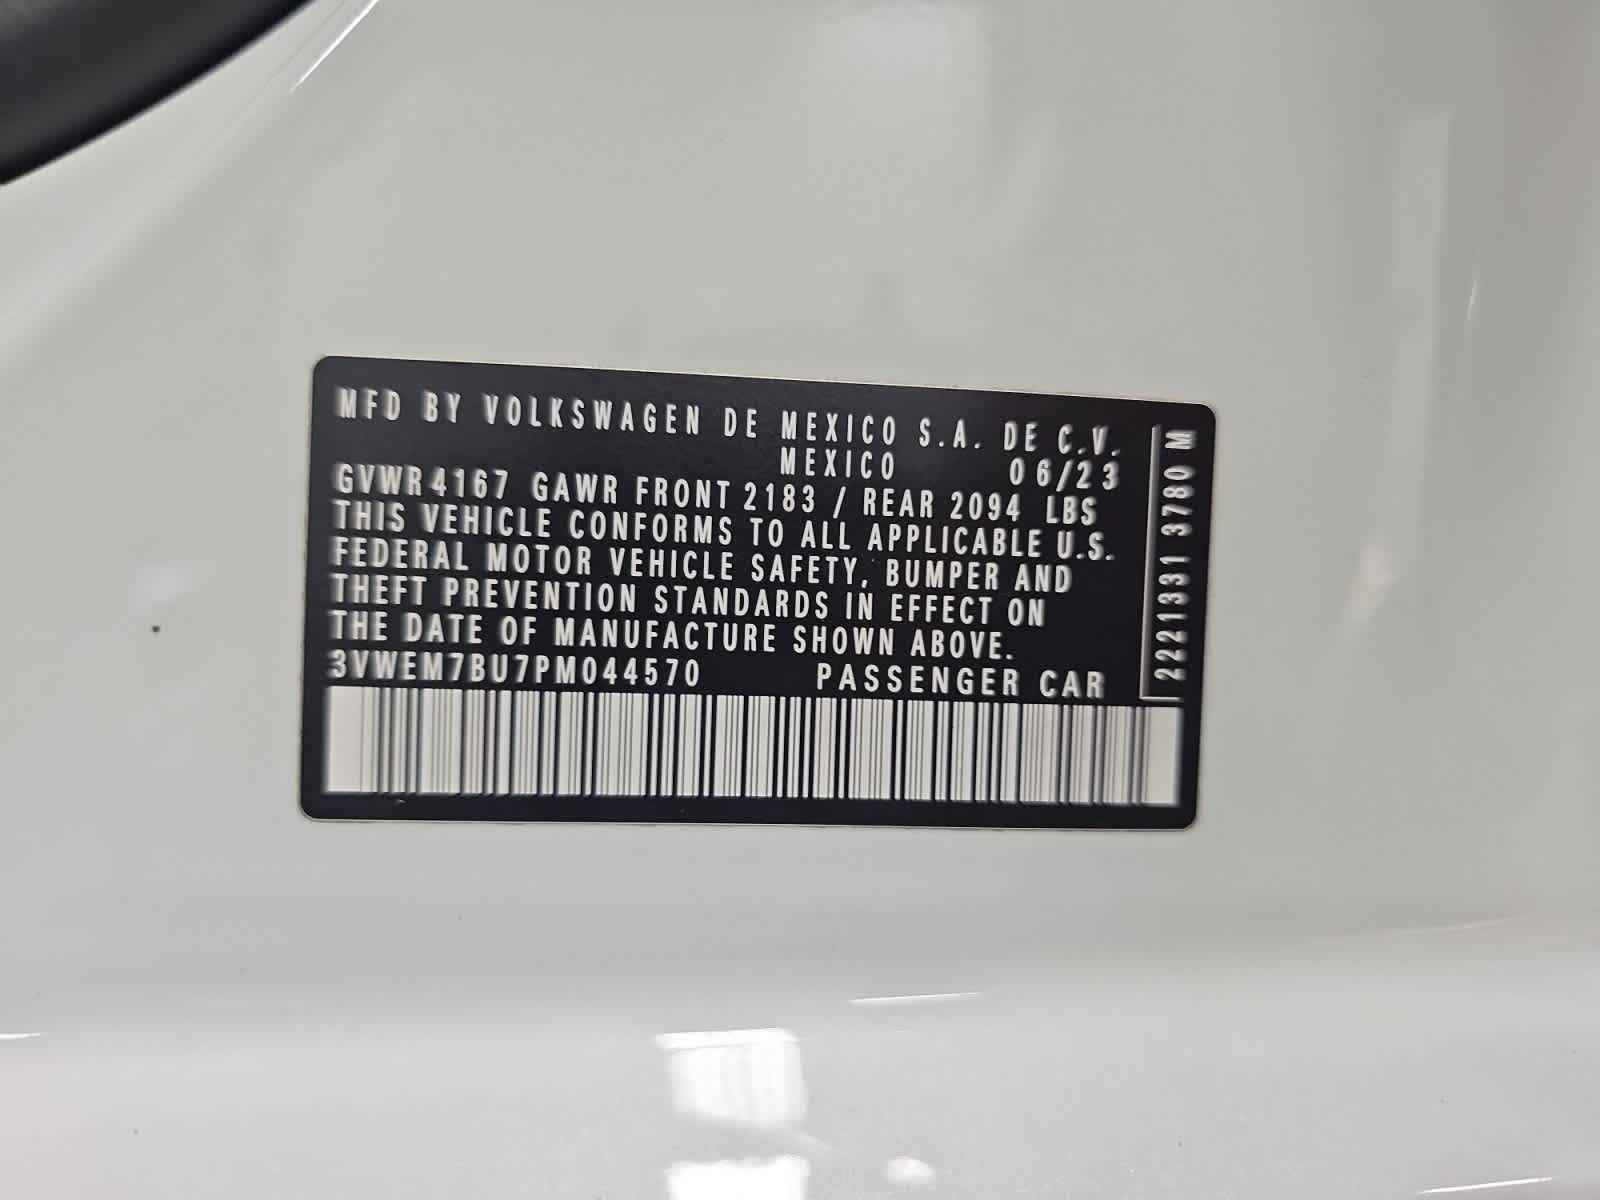 MFD BY VOLKSWAGEN DE MEXICO S.A. DE C.V.
MEXICO 06/23
GVWR 4167 GAWR FRONT 2183 / REAR 2094 LBS
THIS VEHICLE CONFORMS TO ALL APPLICABLE U.S.
FEDERAL MOTOR VEHICLE SAFETY, BUMPER AND
THEFT PREVENTION STANDARDS IN EFFECT ON
THE DATE OF MANUFACTURE SHOWN ABOVE.
3VWEM7BU7PM044570 PASSENGER CAR
2221331 3780 M